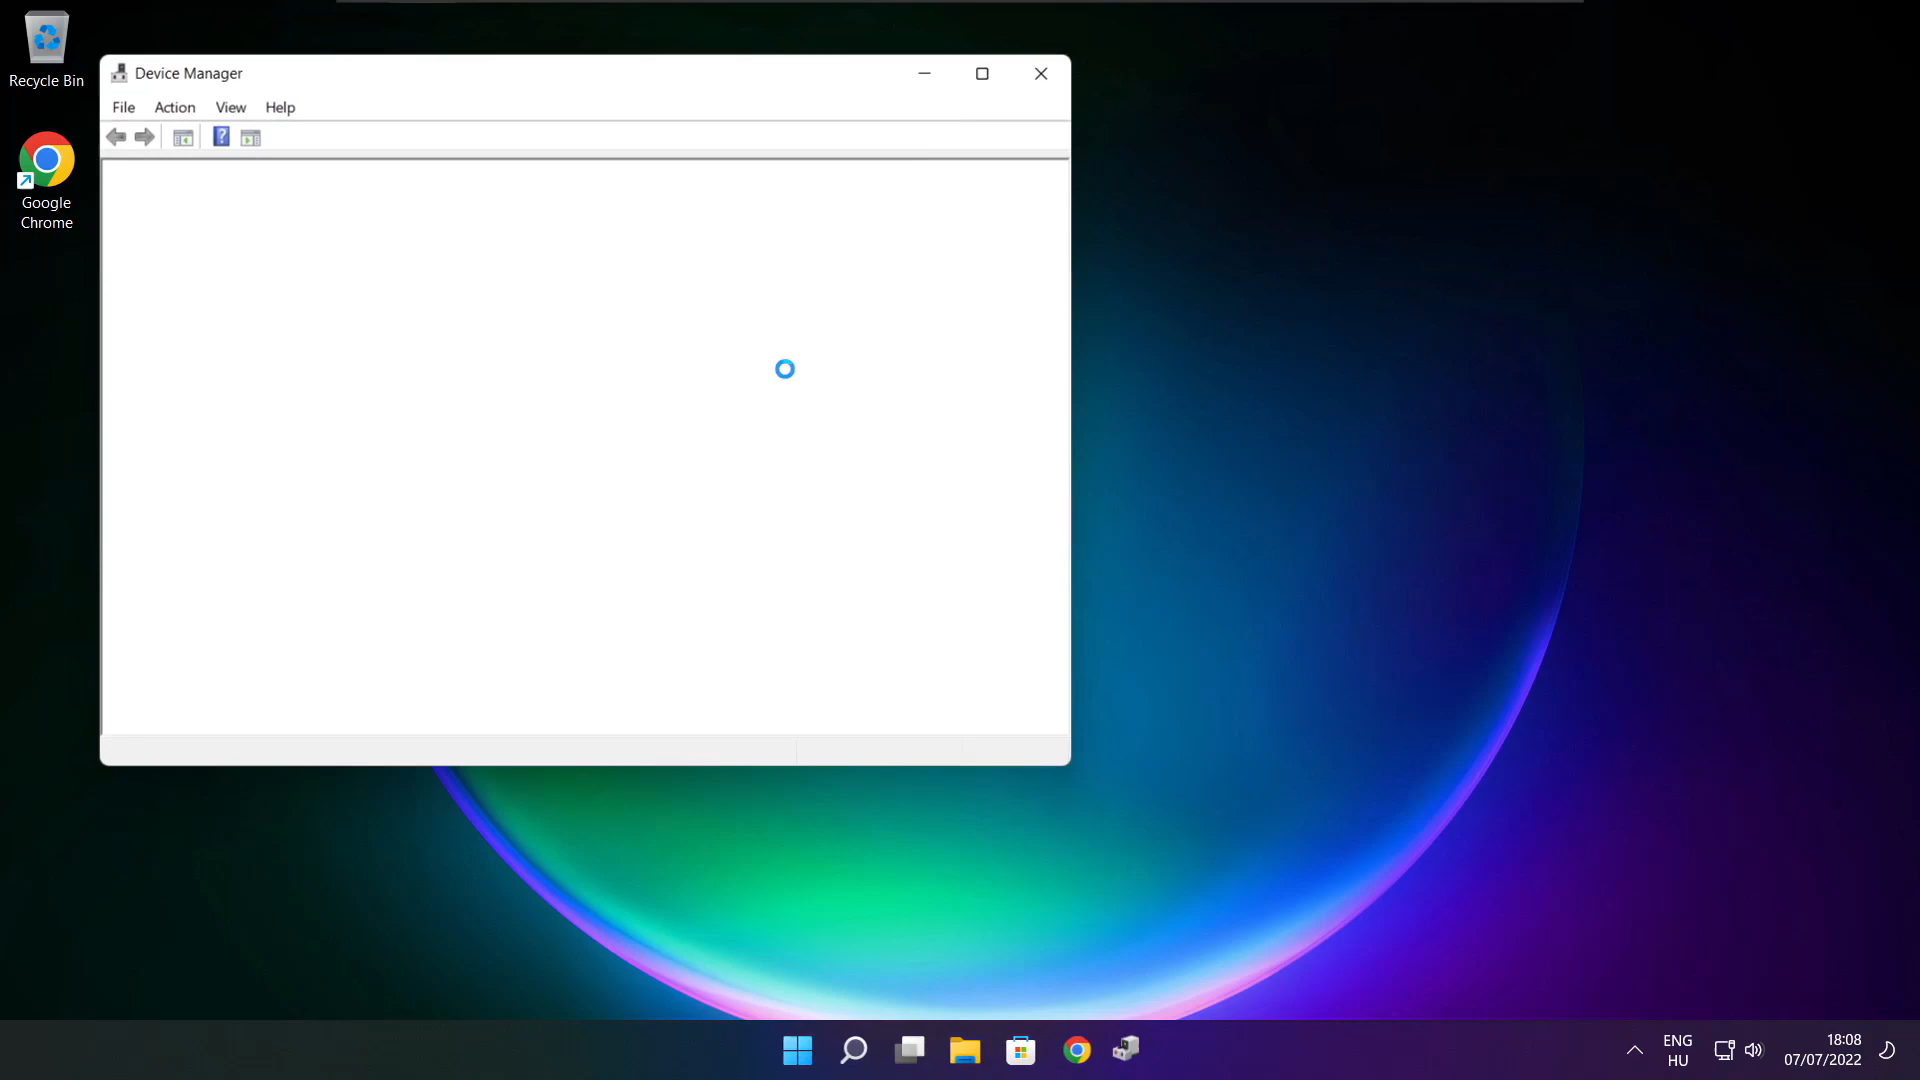 Recycle Bin
Google
Chrome
Device Manager
File Action View Help
?
ENG
HU
18:08
07/07/2022